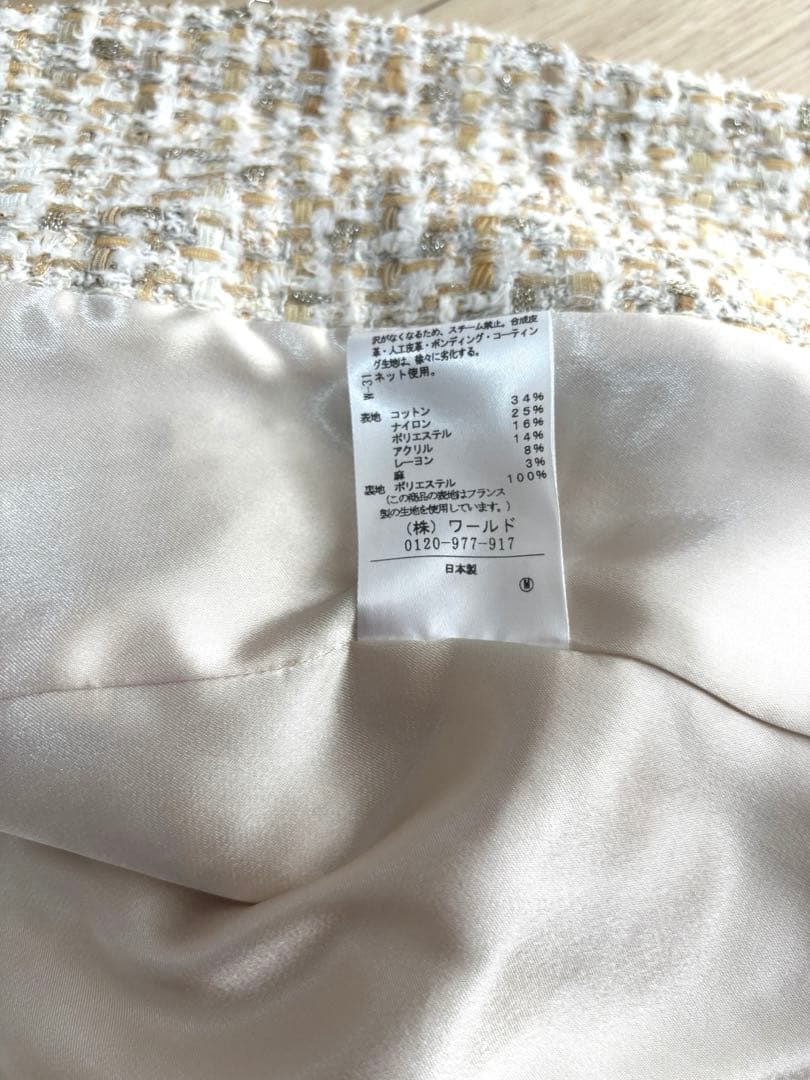 沢がなくなるため、スチーム禁止。合成皮
革・人工皮革・ボンディング・コーティン
グ生地は、徐々に劣化する。
ネット使用。
W-31
表地 コットン 34%
ナイロン 25%
ポリエステル 16%
アクリル 14%
レーヨン 8%
麻 3%
裏地 ポリエステル 100%
(この商品の表地はフランス
製の生地を使用しています。)
(株) ワールド
0120-977-917
日本製
M